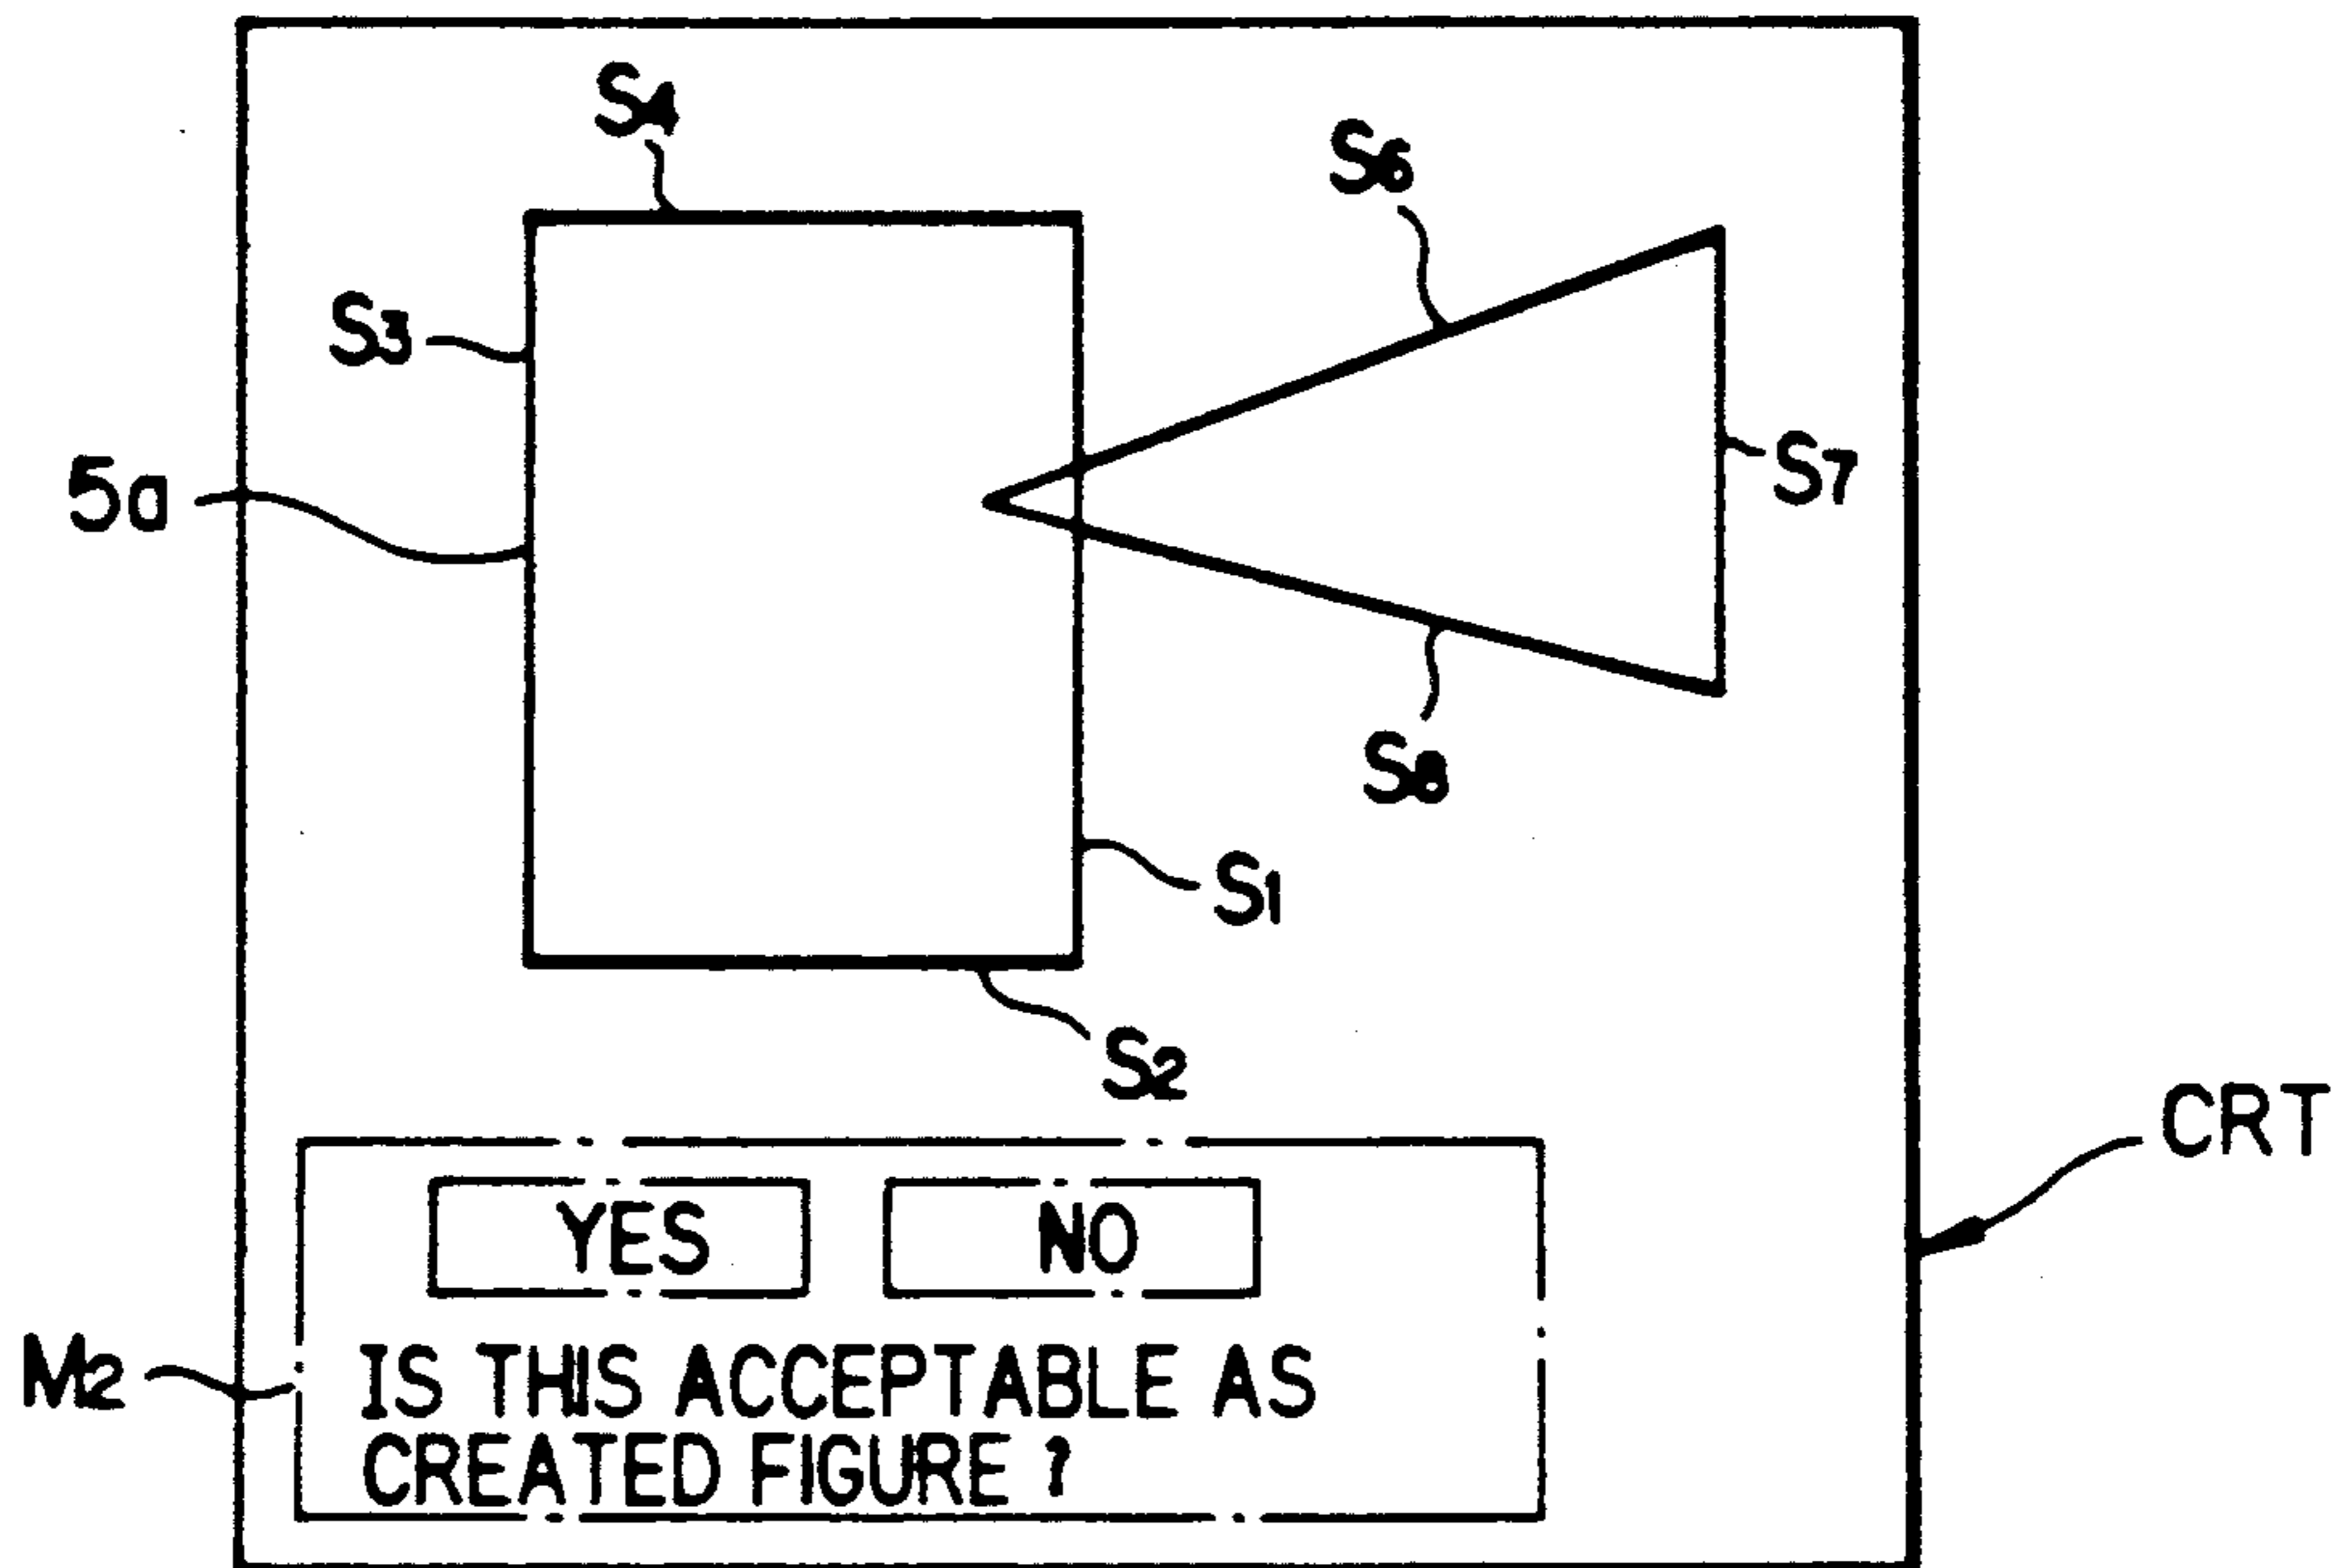 S4
S6
S3
S7
5a
S8
S1
S2
CRT
YES NO
M2
IS THIS ACCEPTABLE AS
CREATED FIGURE ?